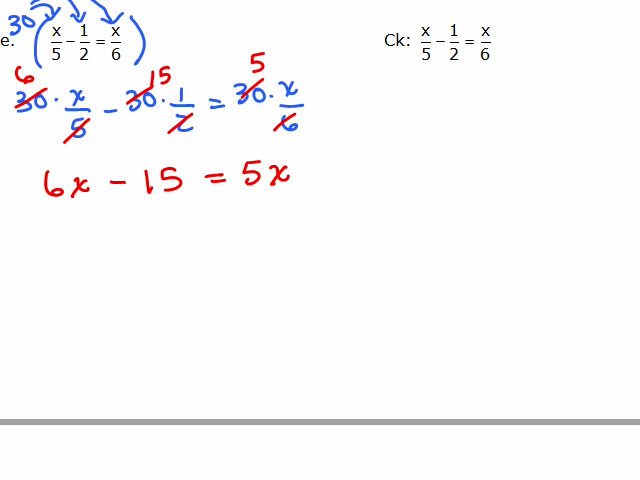 e. 30 ( x/5 − 1/2 = x/6 )
Ck: x/5 − 1/2 = x/6
6 15 5
30 · x/5 − 30 · 1/2 = 30 · x/6
6x − 15 = 5x